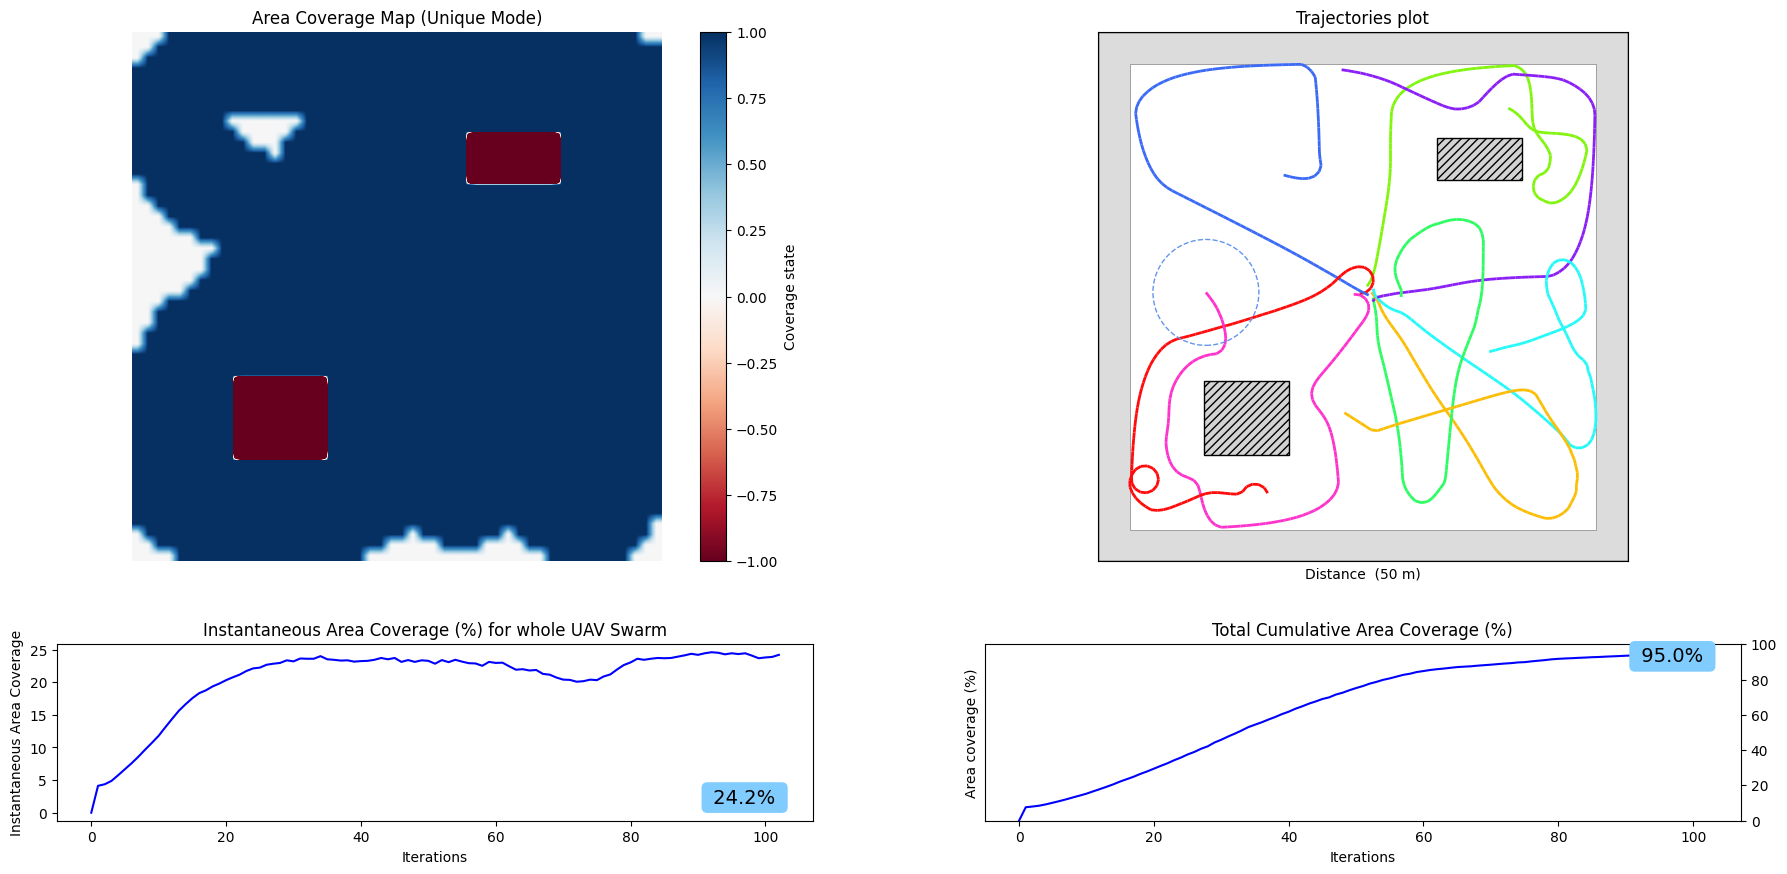 Area Coverage Map (Unique Mode)
1.00
0.75
0.50
0.25
0.00
−0.25
−0.50
−0.75
−1.00
Coverage state
Trajectories plot
Distance  (50 m)
Instantaneous Area Coverage (%) for whole UAV Swarm
Instantaneous Area Coverage
25
20
15
10
5
0
24.2%
0 20 40 60 80 100
Iterations
Total Cumulative Area Coverage (%)
Area coverage (%)
95.0%
100
80
60
40
20
0
0 20 40 60 80 100
Iterations